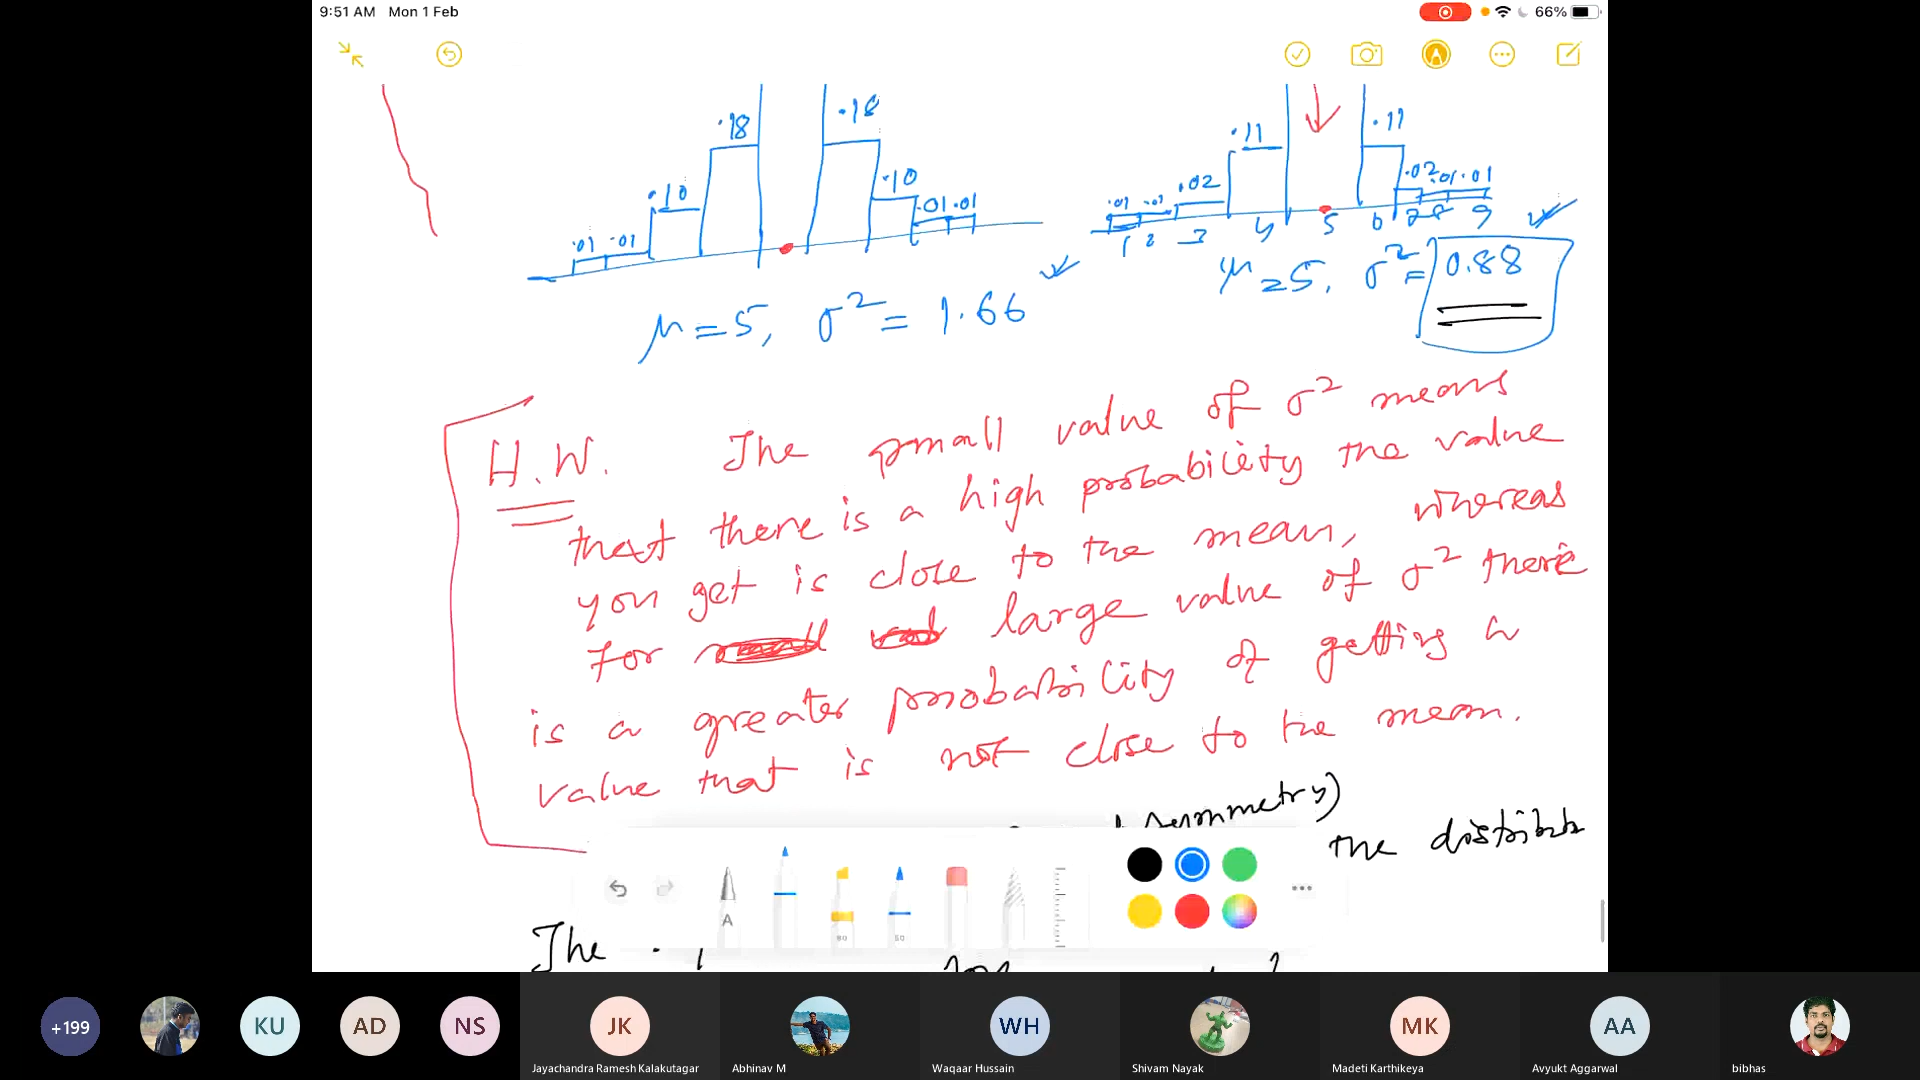 9:51 AM Mon 1 Feb
66%
.18 .18 .11 .11
.10 .10 .02 .02 .01 .01
.01 .01 .01 .01 .01 .01
1 2 3 4 5 6 7 8 9
μ=5, σ²= 0.88
μ=5, σ²= 1.66
H.W. The small value of σ² means
that there is a high probability the value
you get is close to the mean, whereas
for large value of σ² there
is a greater probability of getting a
value that is not close to the mean.
the distrib
A
80
50
The
+199
KU
AD
NS
JK
WH
MK
AA
Jayachandra Ramesh Kalakutagar
Abhinav M
Waqaar Hussain
Shivam Nayak
Madeti Karthikeya
Avyukt Aggarwal
bibhas